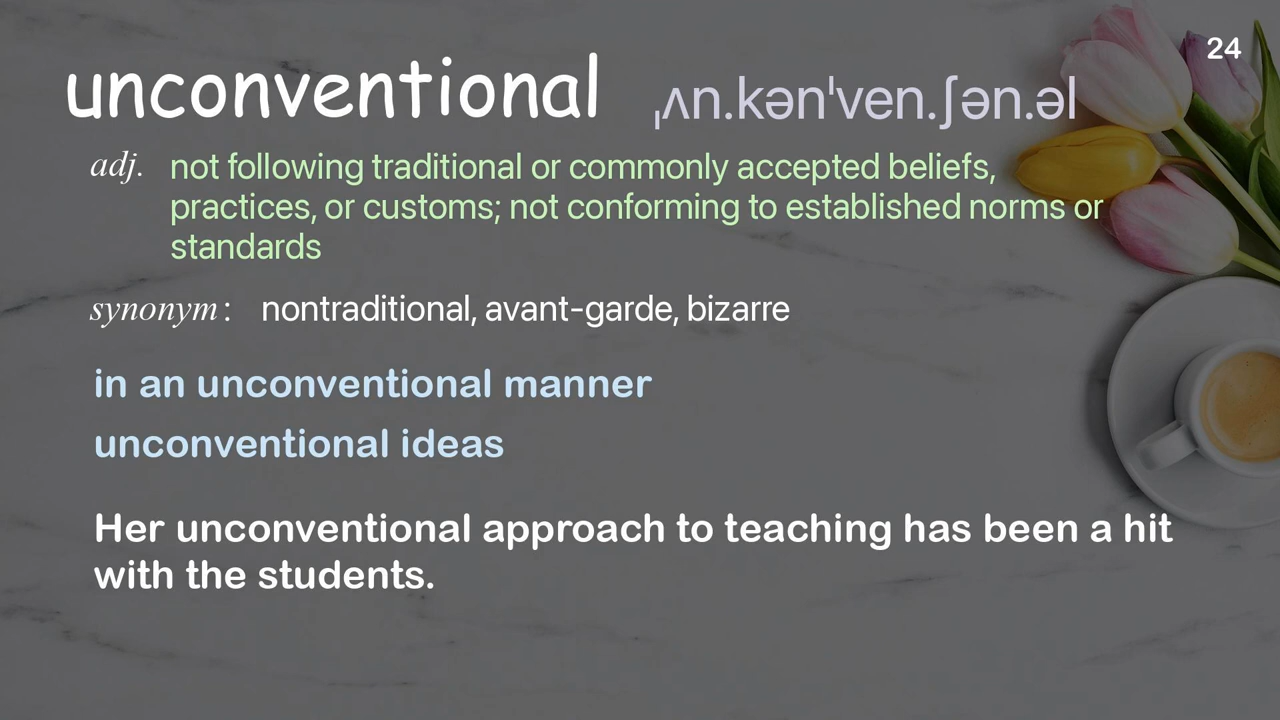 24
unconventional ˌʌn.kənˈven.ʃən.əl
adj. not following traditional or commonly accepted beliefs,
practices, or customs; not conforming to established norms or
standards
synonym: nontraditional, avant-garde, bizarre
in an unconventional manner
unconventional ideas
Her unconventional approach to teaching has been a hit
with the students.